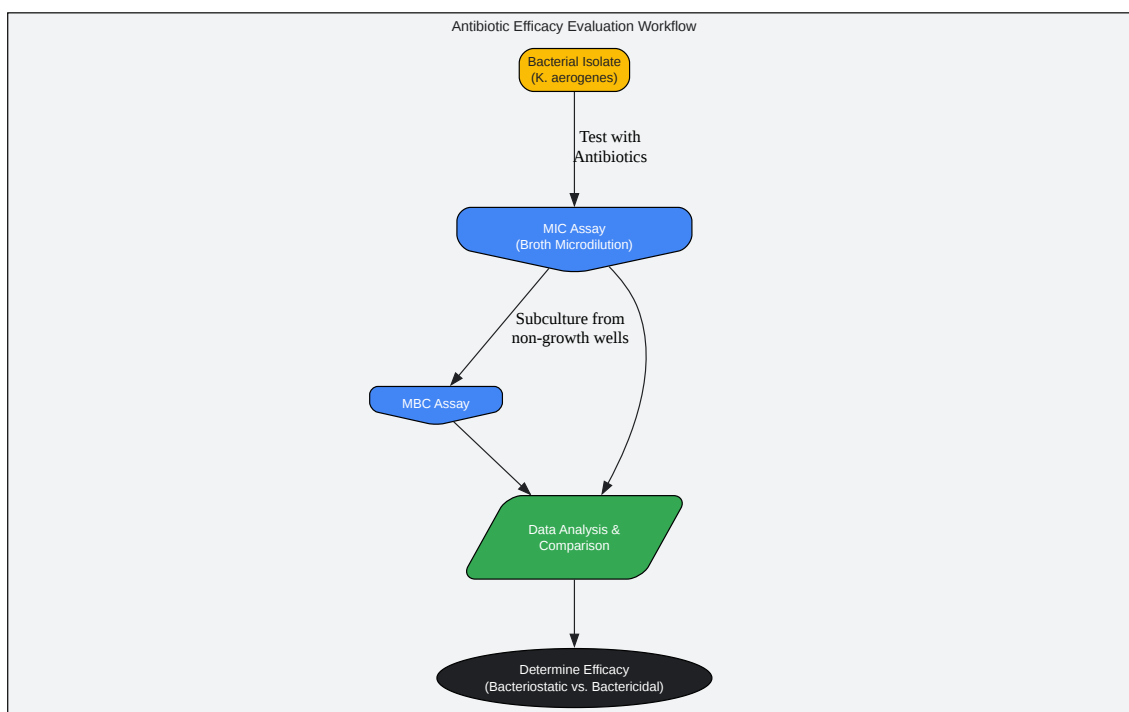 Antibiotic Efficacy Evaluation Workflow
Bacterial Isolate
(K. aerogenes)
Test with
Antibiotics
MIC Assay
(Broth Microdilution)
Subculture from
non-growth wells
MBC Assay
Data Analysis &
Comparison
Determine Efficacy
(Bacteriostatic vs. Bactericidal)